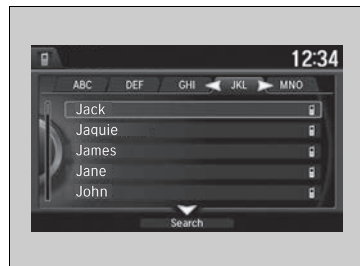 12:34
ABC DEF GHI JKL MNO
Jack
Jaquie
James
Jane
John
Search